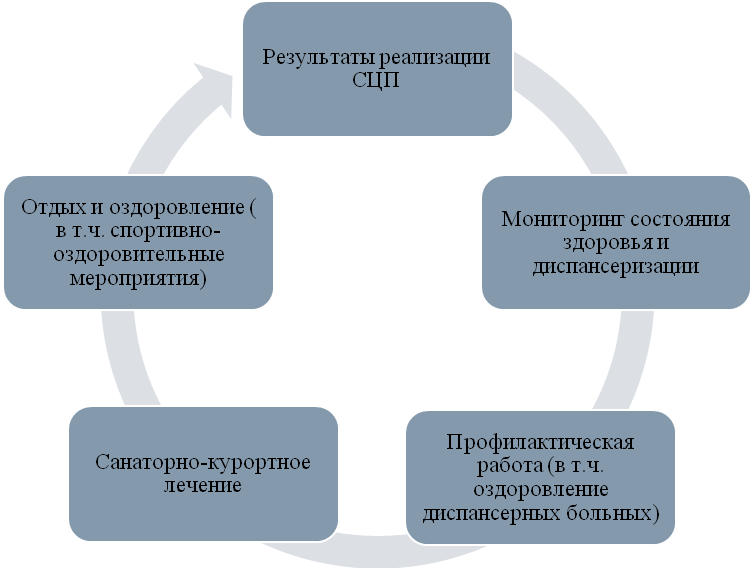 Результаты реализации
СЦП
Мониторинг состояния
здоровья и
диспансеризации
Профилактическая
работа (в т.ч.
оздоровление
диспансерных больных)
Санаторно-курортное
лечение
Отдых и оздоровление (
в т.ч. спортивно-
оздоровительные
мероприятия)